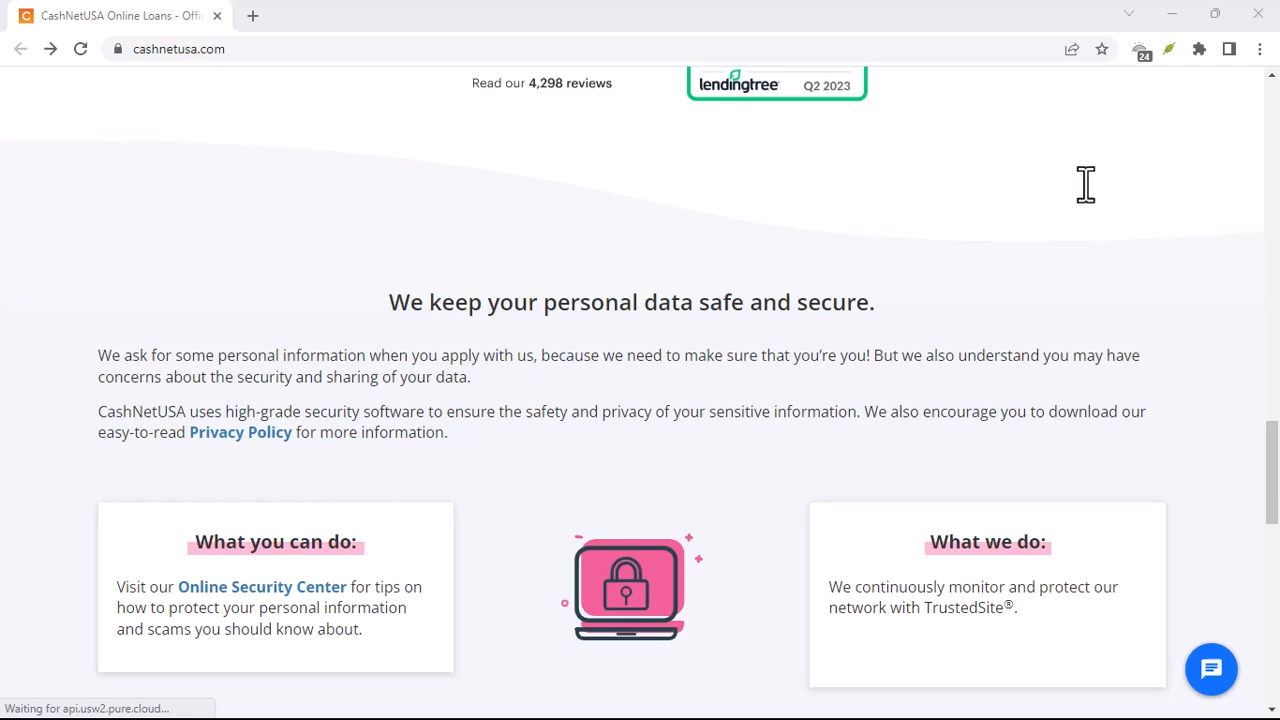 CashNetUSA Online Loans - Offi
cashnetusa.com
24
Read our 4,298 reviews
lendingtree Q2 2023
We keep your personal data safe and secure.
We ask for some personal information when you apply with us, because we need to make sure that you’re you! But we also understand you may have
concerns about the security and sharing of your data.
CashNetUSA uses high-grade security software to ensure the safety and privacy of your sensitive information. We also encourage you to download our
easy-to-read Privacy Policy for more information.
What you can do:
Visit our Online Security Center for tips on
how to protect your personal information
and scams you should know about.
What we do:
We continuously monitor and protect our
network with TrustedSite®.
Waiting for api.usw2.pure.cloud...